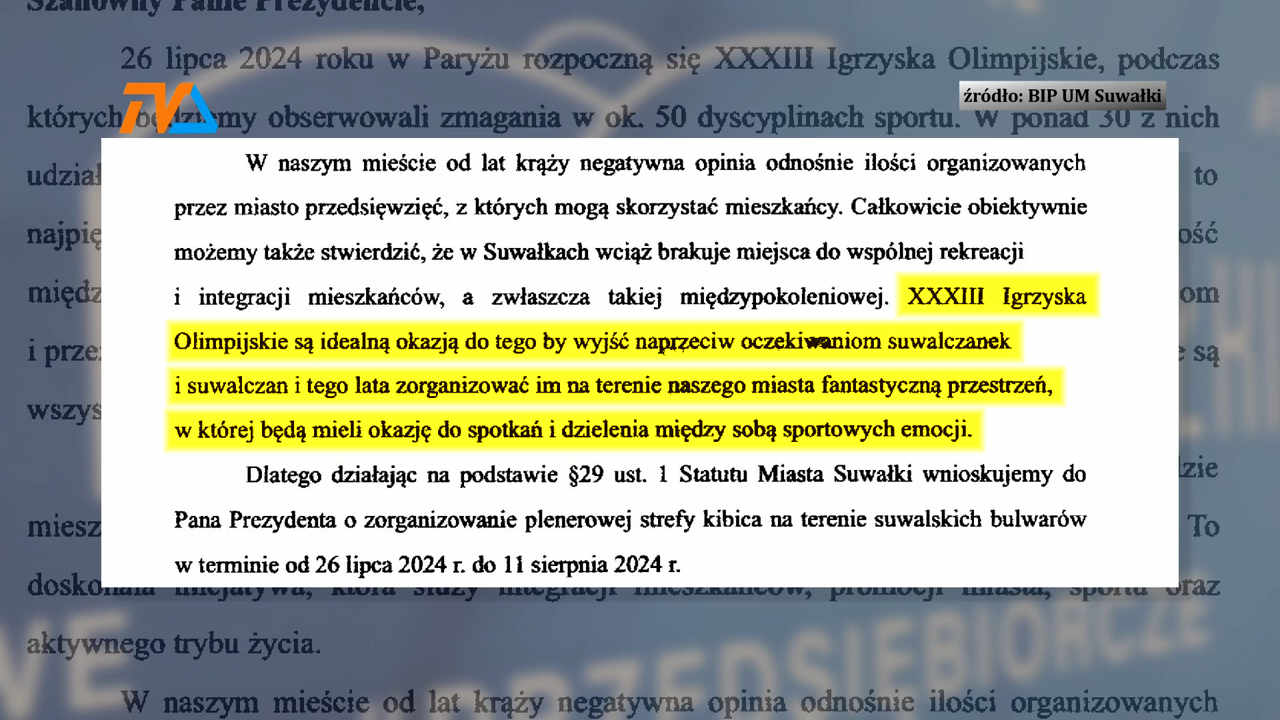 Szanowny Panie Prezydencie,
26 lipca 2024 roku w Paryżu rozpoczną się XXXIII Igrzyska Olimpijskie, podczas
TVA
źródło: BIP UM Suwałki
których będziemy obserwowali zmagania w ok. 50 dyscyplinach sportu. W ponad 30 z nich
W naszym mieście od lat krąży negatywna opinia odnośnie ilości organizowanych
przez miasto przedsięwzięć, z których mogą skorzystać mieszkańcy. Całkowicie obiektywnie
możemy także stwierdzić, że w Suwałkach wciąż brakuje miejsca do wspólnej rekreacji
i integracji mieszkańców, a zwłaszcza takiej międzypokoleniowej. XXXIII Igrzyska
Olimpijskie są idealną okazją do tego by wyjść naprzeciw oczekiwaniom suwalczanek
i suwalczan i tego lata zorganizować im na terenie naszego miasta fantastyczną przestrzeń,
w której będą mieli okazję do spotkań i dzielenia między sobą sportowych emocji.
Dlatego działając na podstawie §29 ust. 1 Statutu Miasta Suwałki wnioskujemy do
Pana Prezydenta o zorganizowanie plenerowej strefy kibica na terenie suwalskich bulwarów
w terminie od 26 lipca 2024 r. do 11 sierpnia 2024 r.
to
i
są
To
doskonała inicjatywa, która służy integracji mieszkańców, promocji miasta, sportu oraz
aktywnego trybu życia.
W naszym mieście od lat krąży negatywna opinia odnośnie ilości organizowanych